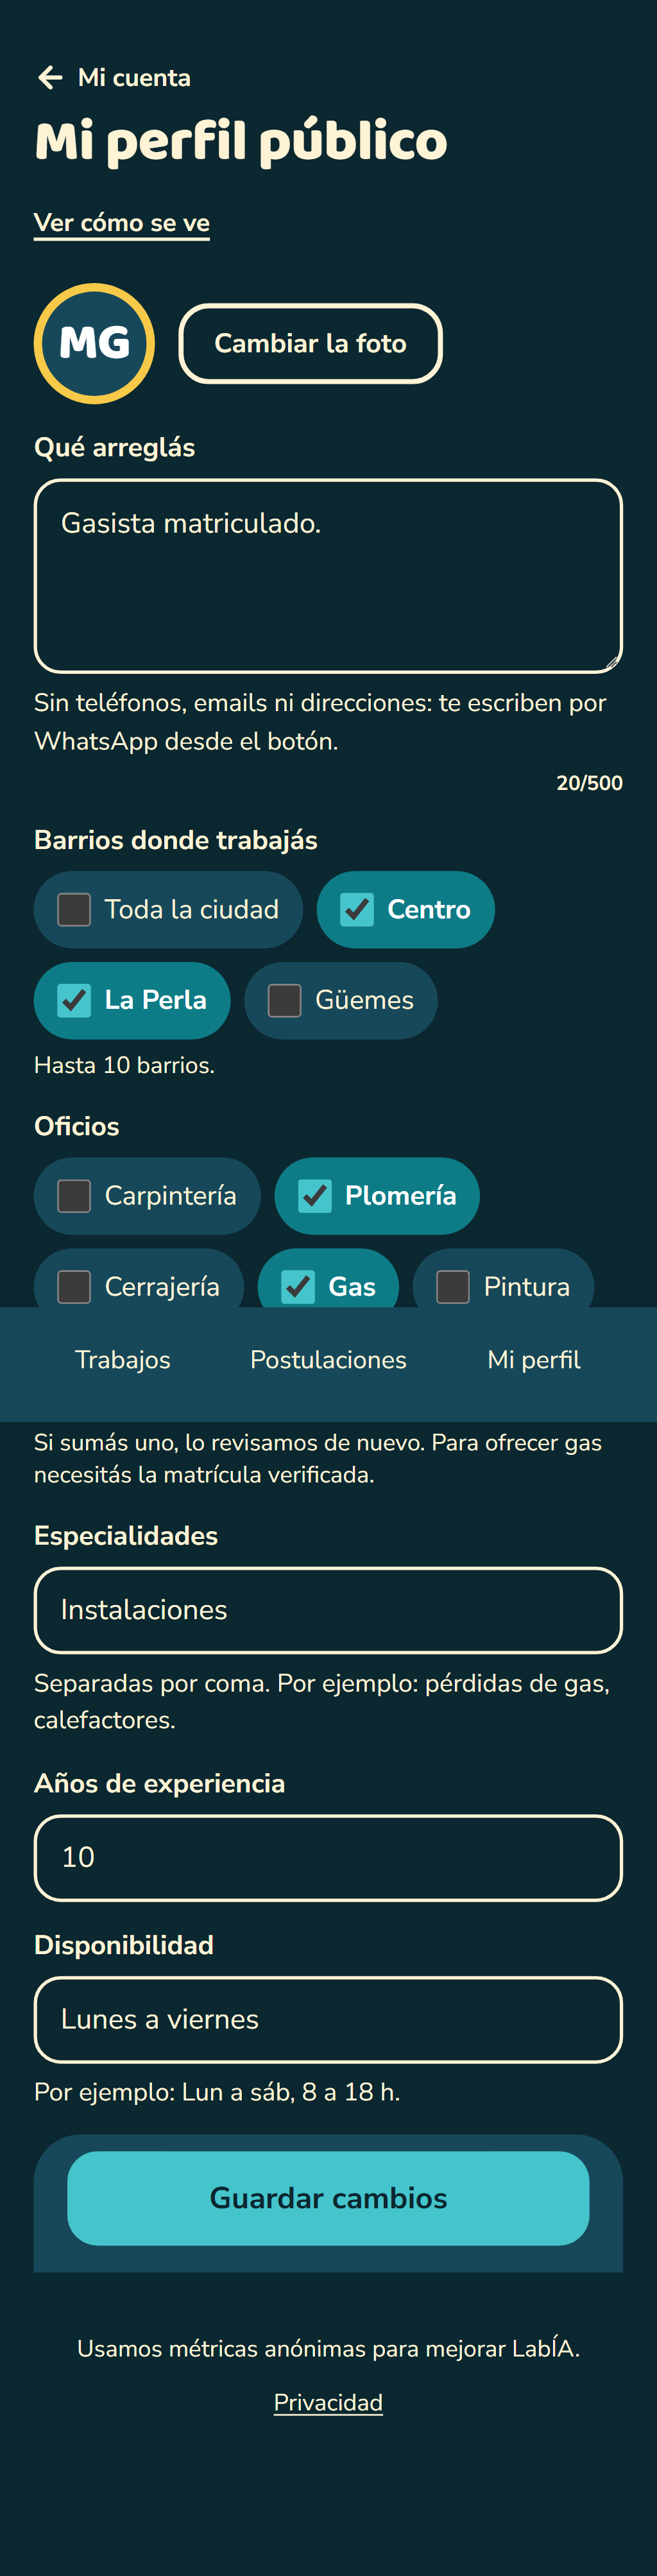 Mi cuenta
Mi perfil público
Ver cómo se ve
MG
Cambiar la foto
Qué arreglás
Gasista matriculado.
Sin teléfonos, emails ni direcciones: te escriben por
WhatsApp desde el botón.
20/500
Barrios donde trabajás
Toda la ciudad
Centro
La Perla
Güemes
Hasta 10 barrios.
Oficios
Carpintería
Plomería
Cerrajería
Gas
Pintura
Trabajos
Postulaciones
Mi perfil
Si sumás uno, lo revisamos de nuevo. Para ofrecer gas
necesitás la matrícula verificada.
Especialidades
Instalaciones
Separadas por coma. Por ejemplo: pérdidas de gas,
calefactores.
Años de experiencia
10
Disponibilidad
Lunes a viernes
Por ejemplo: Lun a sáb, 8 a 18 h.
Guardar cambios
Usamos métricas anónimas para mejorar LabÍA.
Privacidad